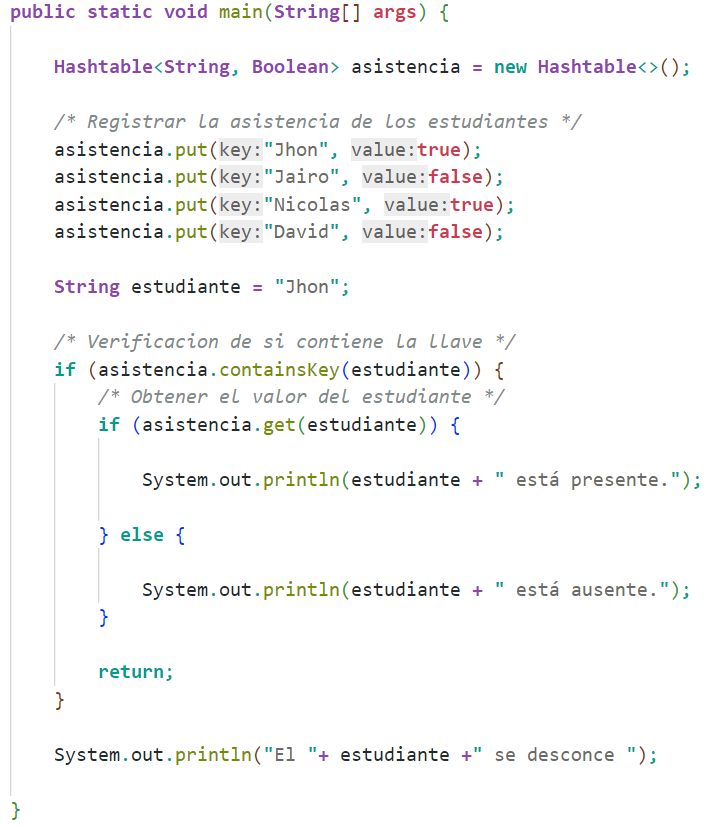 public static void main(String[] args) {
Hashtable<String, Boolean> asistencia = new Hashtable<>();
/* Registrar la asistencia de los estudiantes */
asistencia.put(key:"Jhon", value:true);
asistencia.put(key:"Jairo", value:false);
asistencia.put(key:"Nicolas", value:true);
asistencia.put(key:"David", value:false);
String estudiante = "Jhon";
/* Verificacion de si contiene la llave */
if (asistencia.containsKey(estudiante)) {
/* Obtener el valor del estudiante */
if (asistencia.get(estudiante)) {
System.out.println(estudiante + " está presente.");
} else {
System.out.println(estudiante + " está ausente.");
}
return;
}
System.out.println("El "+ estudiante +" se desconce ");
}